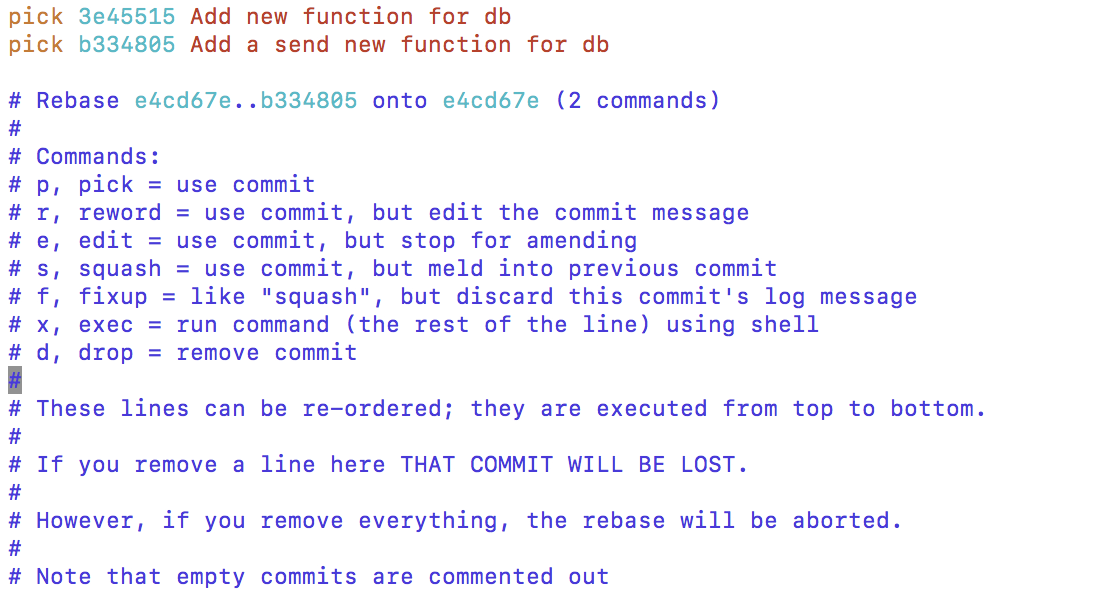 pick 3e45515 Add new function for db
pick b334805 Add a send new function for db
# Rebase e4cd67e..b334805 onto e4cd67e (2 commands)
#
# Commands:
# p, pick = use commit
# r, reword = use commit, but edit the commit message
# e, edit = use commit, but stop for amending
# s, squash = use commit, but meld into previous commit
# f, fixup = like "squash", but discard this commit's log message
# x, exec = run command (the rest of the line) using shell
# d, drop = remove commit
#
# These lines can be re-ordered; they are executed from top to bottom.
#
# If you remove a line here THAT COMMIT WILL BE LOST.
#
# However, if you remove everything, the rebase will be aborted.
#
# Note that empty commits are commented out